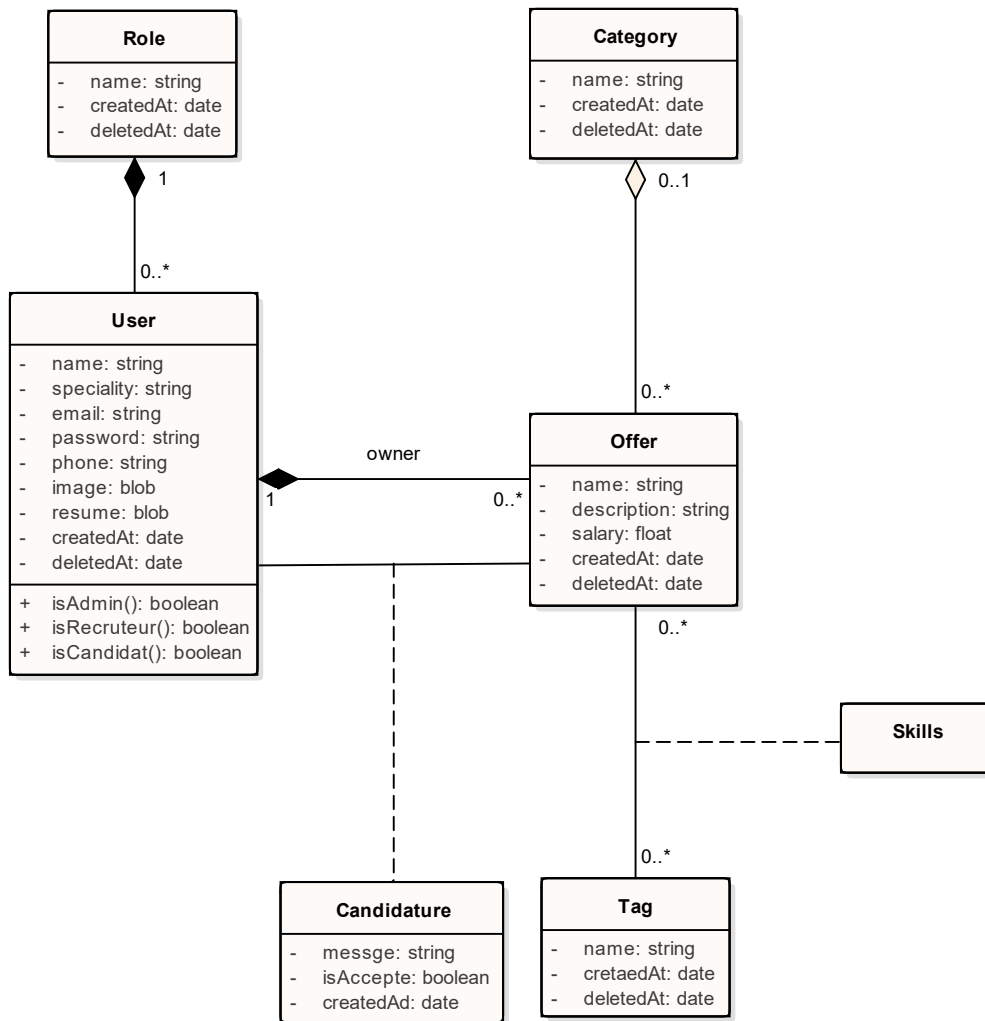 Role
- name: string
- createdAt: date
- deletedAt: date
Category
- name: string
- createdAt: date
- deletedAt: date
1
0..1
0..*
User
- name: string
- speciality: string
- email: string
- password: string
- phone: string
- image: blob
- resume: blob
- createdAt: date
- deletedAt: date
+ isAdmin(): boolean
+ isRecruteur(): boolean
+ isCandidat(): boolean
owner
1
0..*
0..*
Offer
- name: string
- description: string
- salary: float
- createdAt: date
- deletedAt: date
0..*
Skills
0..*
Candidature
- messge: string
- isAccepte: boolean
- createdAd: date
Tag
- name: string
- cretaedAt: date
- deletedAt: date